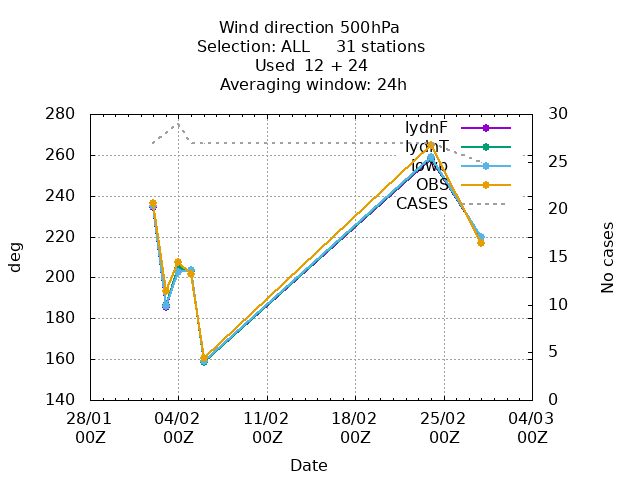 Wind direction 500hPa
Selection: ALL     31 stations
Used  12 + 24
Averaging window: 24h
280 30
lydnF
lydnT
260 25
iowo
OBS
240 CASES 20
220 15
deg No cases
200 10
180
160 5
140 0
28/01 04/02 11/02 18/02 25/02 04/03
00Z 00Z 00Z 00Z 00Z 00Z
Date